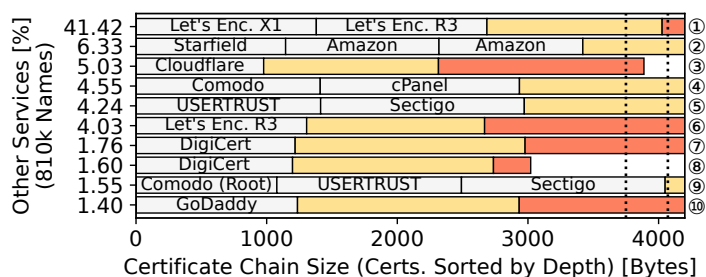 Other Services [%]
(810k Names)
41.42 Let's Enc. X1 Let's Enc. R3 ①
6.33 Starfield Amazon Amazon ②
5.03 Cloudflare ③
4.55 Comodo cPanel ④
4.24 USERTRUST Sectigo ⑤
4.03 Let's Enc. R3 ⑥
1.76 DigiCert ⑦
1.60 DigiCert ⑧
1.55 Comodo (Root) USERTRUST Sectigo ⑨
1.40 GoDaddy ⑩
0 1000 2000 3000 4000
Certificate Chain Size (Certs. Sorted by Depth) [Bytes]